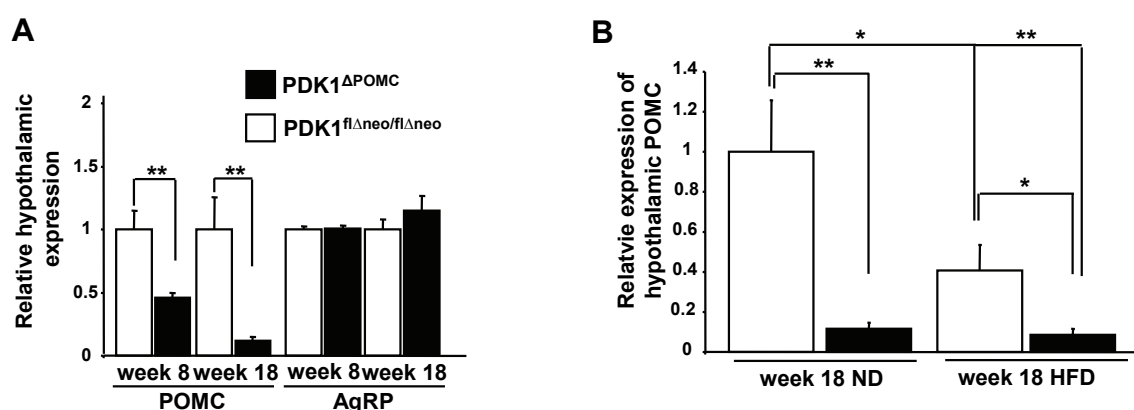 A
Relative hypothalamic
expression
2
1.5
1
0.5
0
PDK1ΔPOMC
PDK1flΔneo/flΔneo
**
**
week 8 week 18 week 8 week 18
POMC
AgRP
B
Relatvie expression of
hypothalamic POMC
1.4
1.2
1
0.8
0.6
0.4
0.2
0
*
**
**
*
week 18 ND
week 18 HFD